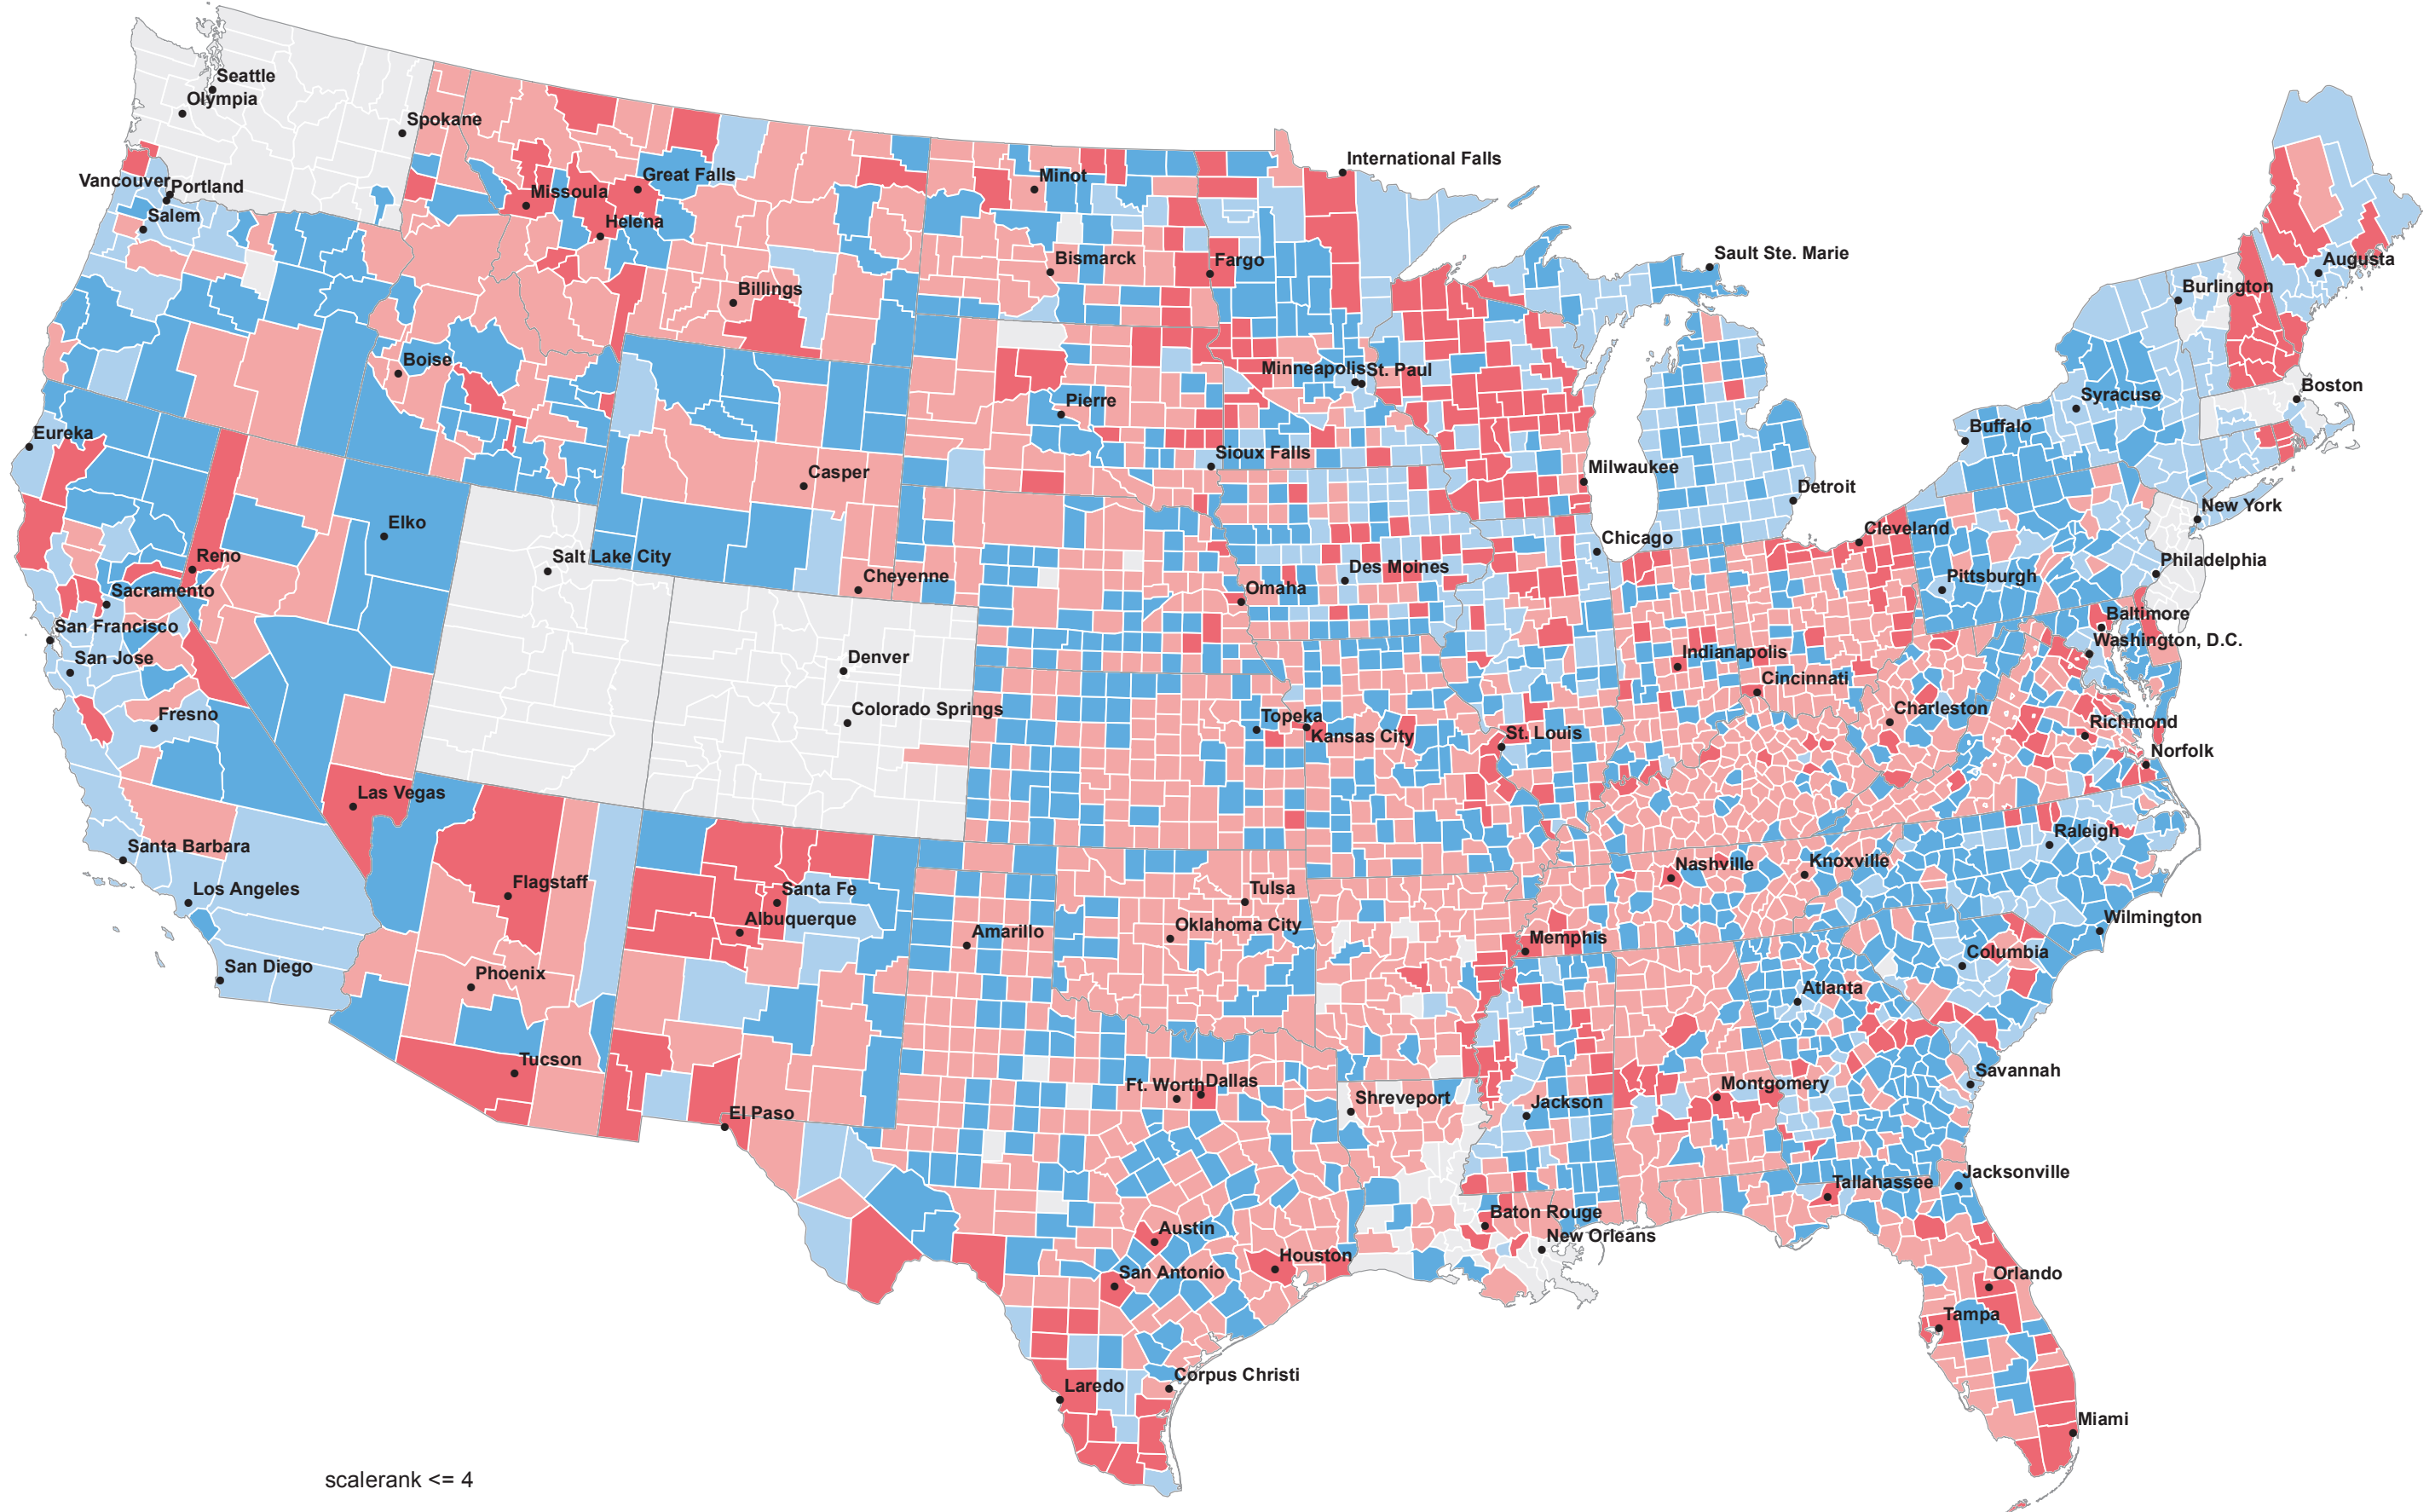 Seattle
Olympia
Spokane
Vancouver
Portland
Salem
Missoula
Great Falls
Helena
Billings
Minot
Bismarck
Fargo
International Falls
Sault Ste. Marie
Augusta
Burlington
Boston
Boise
Pierre
Minneapolis
St. Paul
Syracuse
Buffalo
Eureka
Casper
Sioux Falls
Milwaukee
Detroit
New York
Elko
Cleveland
Chicago
Reno
Salt Lake City
Cheyenne
Des Moines
Philadelphia
Sacramento
Omaha
Pittsburgh
Baltimore
San Francisco
Washington, D.C.
San Jose
Denver
Indianapolis
Cincinnati
Fresno
Colorado Springs
Topeka
Kansas City
St. Louis
Charleston
Richmond
Norfolk
Las Vegas
Santa Barbara
Raleigh
Los Angeles
Flagstaff
Santa Fe
Albuquerque
Tulsa
Nashville
Knoxville
Amarillo
Oklahoma City
Memphis
Wilmington
San Diego
Phoenix
Columbia
Atlanta
Tucson
Ft. Worth
Dallas
Montgomery
Savannah
El Paso
Shreveport
Jackson
Jacksonville
Tallahassee
Austin
Baton Rouge
New Orleans
San Antonio
Houston
Orlando
Tampa
Laredo
Corpus Christi
Miami
scalerank <= 4